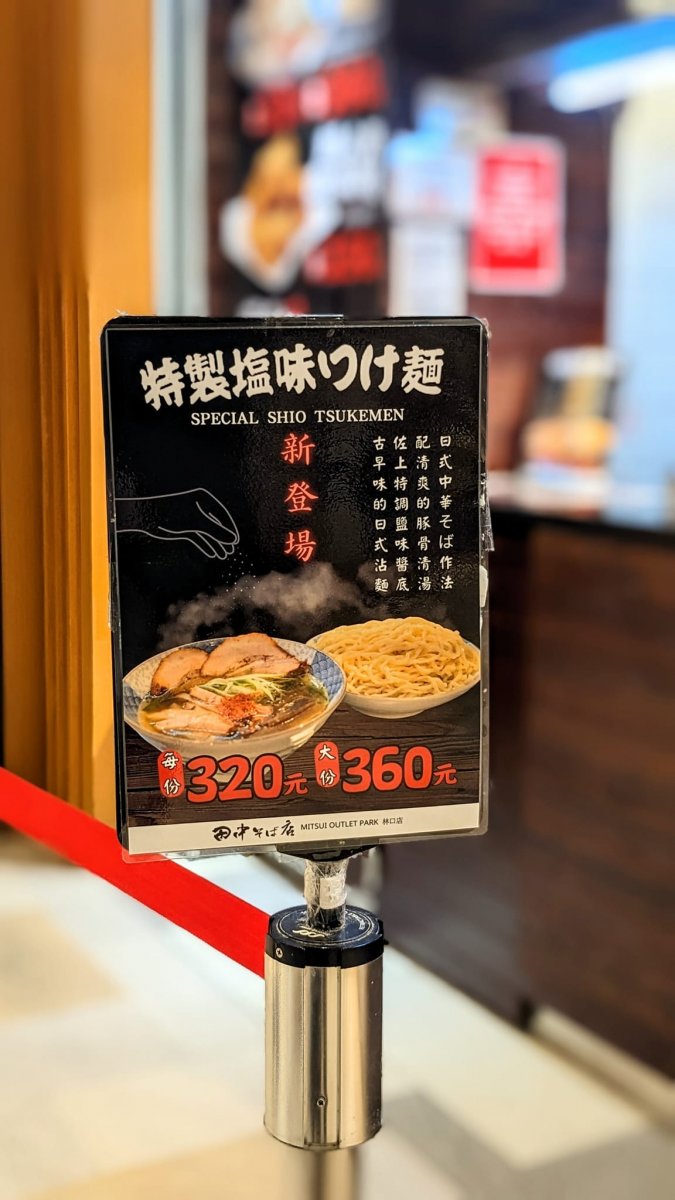 特製塩味つけ麺
SPECIAL SHIO TSUKEMEN
新登場
日式中華そば作法
配清爽的豚骨清湯
佐上特調鹽味醬底
古早味的日式沾麵
每份320元
大份360元
田中そば店 MITSUI OUTLET PARK 林口店